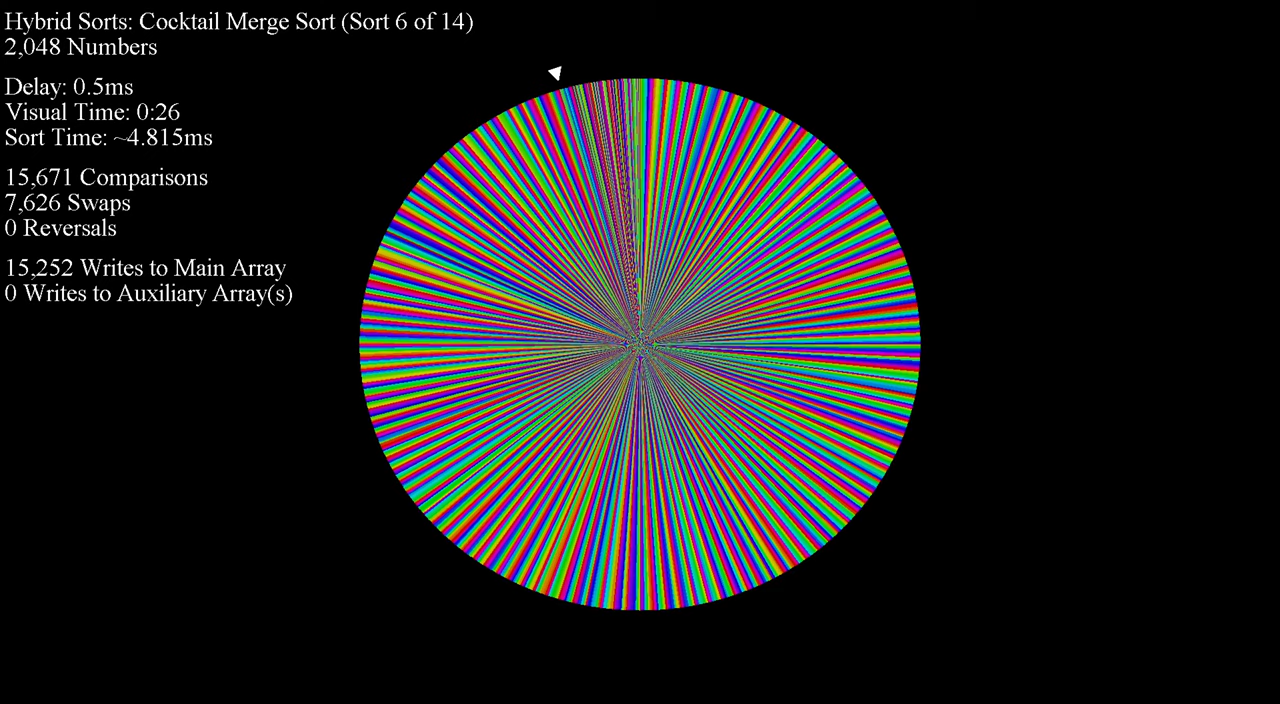 Hybrid Sorts: Cocktail Merge Sort (Sort 6 of 14)
2,048 Numbers
Delay: 0.5ms
Visual Time: 0:26
Sort Time: ~4.815ms
15,671 Comparisons
7,626 Swaps
0 Reversals
15,252 Writes to Main Array
0 Writes to Auxiliary Array(s)